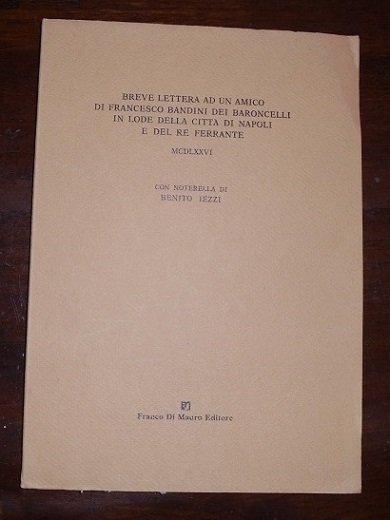 BREVE LETTERA AD UN AMICO
DI FRANCESCO BANDINI DEI BARONCELLI
IN LODE DELLA CITTÀ DI NAPOLI
E DEL RE FERRANTE
MCDLXXVI
CON NOTERELLA DI
BENITO IEZZI
Franco Di Mauro Editore